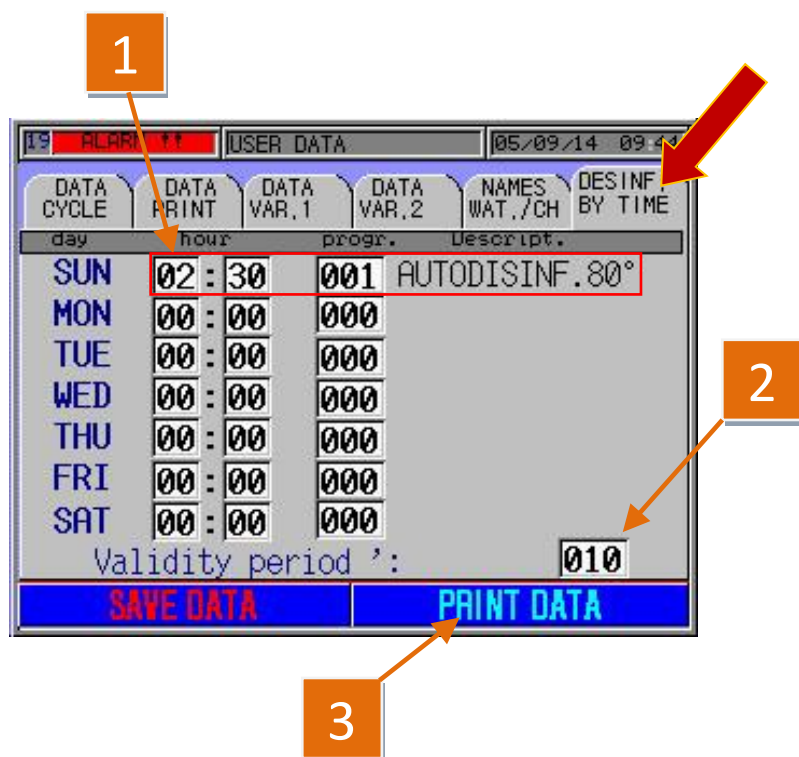 1
19 ALARM !! USER DATA 05/09/14 09:44
DATA CYCLE DATA PRINT DATA VAR.1 DATA VAR.2 NAMES WAT./CH DESINF. BY TIME
day hour progr. Descript.
SUN 02:30 001 AUTODISINF.80°
MON 00:00 000
TUE 00:00 000
2
WED 00:00 000
THU 00:00 000
FRI 00:00 000
SAT 00:00 000
Validity period ': 010
SAVE DATA PRINT DATA
3